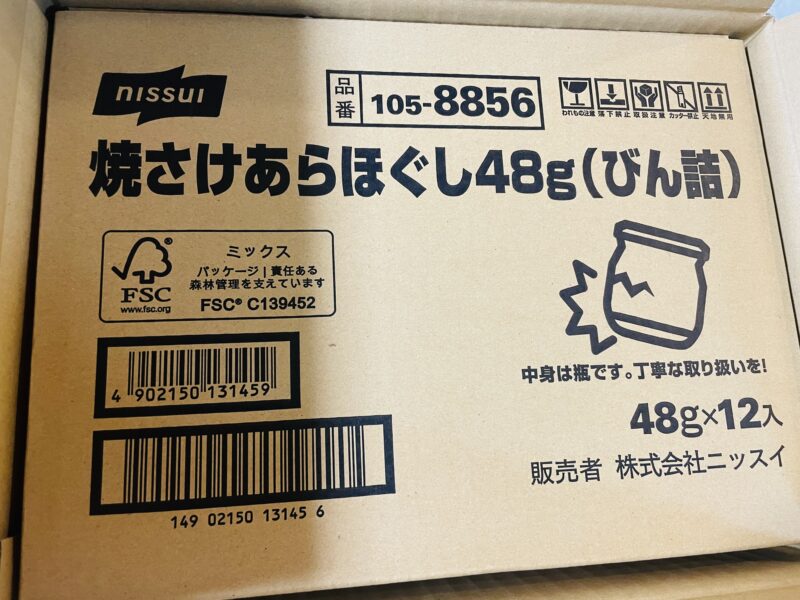 nissui
品番 105-8856
われもの注意 落下禁止 取扱注意 カッター禁止 天地無用
焼さけあらほぐし48g(びん詰)
FSC®
www.fsc.org
ミックス
パッケージ|責任ある
森林管理を支えています
FSC® C139452
4 902150 131459
149 02150 13145 6
中身は瓶です。丁寧な取り扱いを!
48g×12入
販売者 株式会社ニッスイ